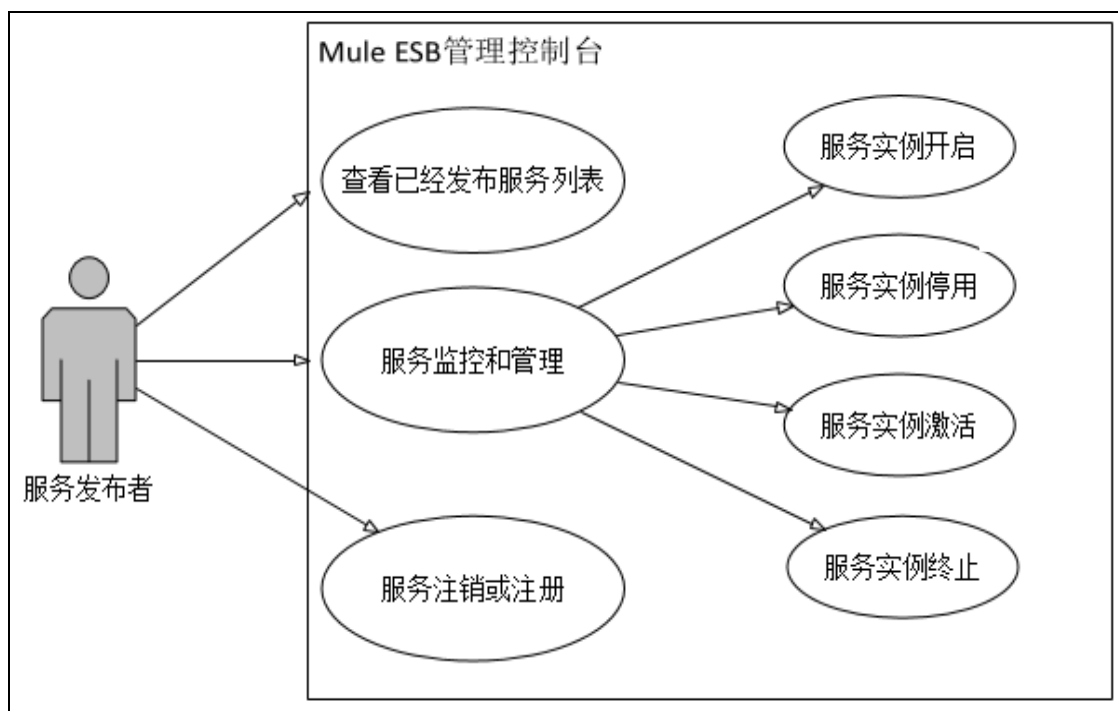 Mule ESB管理控制台
查看已经发布服务列表
服务监控和管理
服务注销或注册
服务实例开启
服务实例停用
服务实例激活
服务实例终止
服务发布者